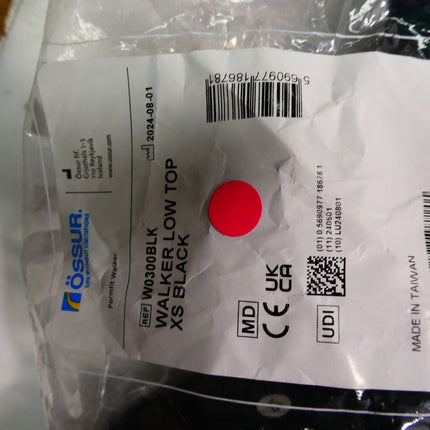 ÖSSUR.
LIFE WITHOUT LIMITATIONS
Össur hf.
Grjótháls 1-5
110 Reykjavík
Iceland
www.ossur.com
Formfit Walker
2024-08-01
REF W0300BLK
WALKER LOW TOP
XS BLACK
5 690977 186781
MD
CE
UK
CA
(01) 0 5690977 18678 1
(11) 240801
(10) LU240801
UDI
MADE IN TAIWAN